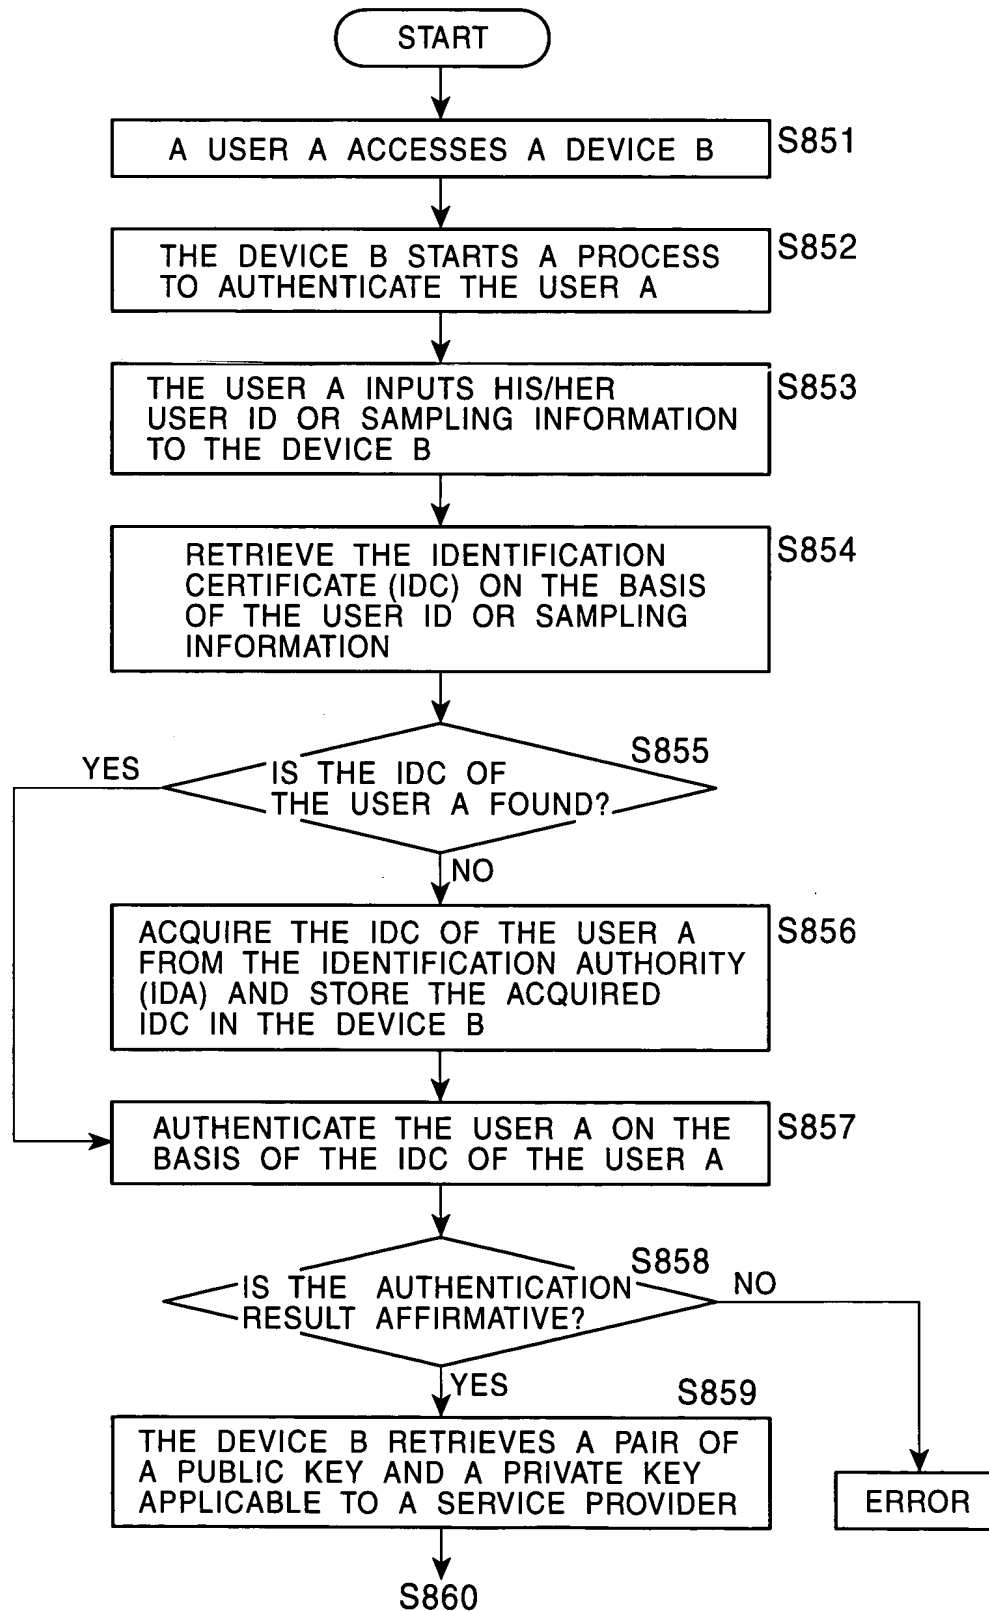 START
A USER A ACCESSES A DEVICE B
S851
THE DEVICE B STARTS A PROCESS
TO AUTHENTICATE THE USER A
S852
THE USER A INPUTS HIS/HER
USER ID OR SAMPLING INFORMATION
TO THE DEVICE B
S853
RETRIEVE THE IDENTIFICATION
CERTIFICATE (IDC) ON THE BASIS
OF THE USER ID OR SAMPLING
INFORMATION
S854
S855
YES
IS THE IDC OF
THE USER A FOUND?
NO
ACQUIRE THE IDC OF THE USER A
FROM THE IDENTIFICATION AUTHORITY
(IDA) AND STORE THE ACQUIRED
IDC IN THE DEVICE B
S856
AUTHENTICATE THE USER A ON THE
BASIS OF THE IDC OF THE USER A
S857
S858
IS THE AUTHENTICATION
RESULT AFFIRMATIVE?
NO
YES
S859
THE DEVICE B RETRIEVES A PAIR OF
A PUBLIC KEY AND A PRIVATE KEY
APPLICABLE TO A SERVICE PROVIDER
ERROR
S860